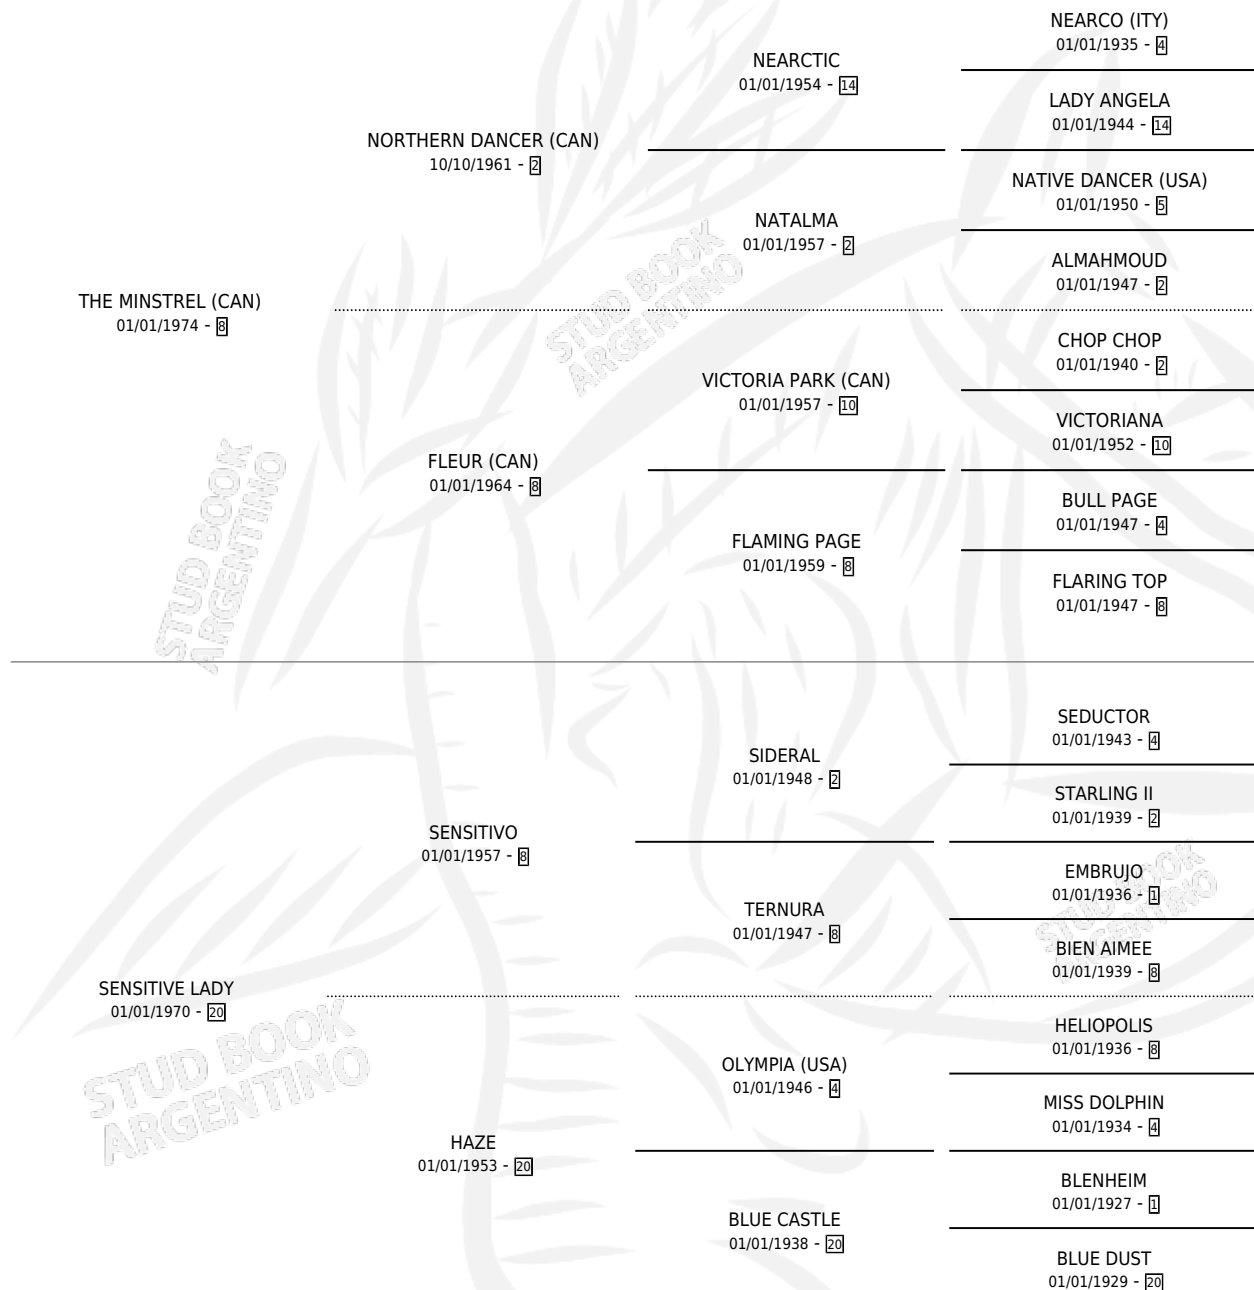 NEARCO (ITY)
01/01/1935 - 4
NEARCTIC
01/01/1954 - 14
LADY ANGELA
01/01/1944 - 14
NORTHERN DANCER (CAN)
10/10/1961 - 2
NATIVE DANCER (USA)
01/01/1950 - 5
NATALMA
01/01/1957 - 2
ALMAHMOUD
01/01/1947 - 2
THE MINSTREL (CAN)
01/01/1974 - 8
STUD BOOK
ARGENTINO
CHOP CHOP
01/01/1940 - 2
VICTORIA PARK (CAN)
01/01/1957 - 10
VICTORIANA
01/01/1952 - 10
FLEUR (CAN)
01/01/1964 - 8
BULL PAGE
01/01/1947 - 4
FLAMING PAGE
01/01/1959 - 8
FLARING TOP
01/01/1947 - 8
STUD BOOK
ARGENTINO
SEDUCTOR
01/01/1943 - 4
SIDERAL
01/01/1948 - 2
STARLING II
01/01/1939 - 2
SENSITIVO
01/01/1957 - 8
EMBRUJO
01/01/1936 - 1
TERNURA
01/01/1947 - 8
STUD BOOK
ARGENTINO
BIEN AIMEE
01/01/1939 - 8
SENSITIVE LADY
01/01/1970 - 20
HELIOPOLIS
01/01/1936 - 8
OLYMPIA (USA)
01/01/1946 - 4
STUD BOOK
ARGENTINO
MISS DOLPHIN
01/01/1934 - 4
HAZE
01/01/1953 - 20
BLENHEIM
01/01/1927 - 1
BLUE CASTLE
01/01/1938 - 20
BLUE DUST
01/01/1929 - 20